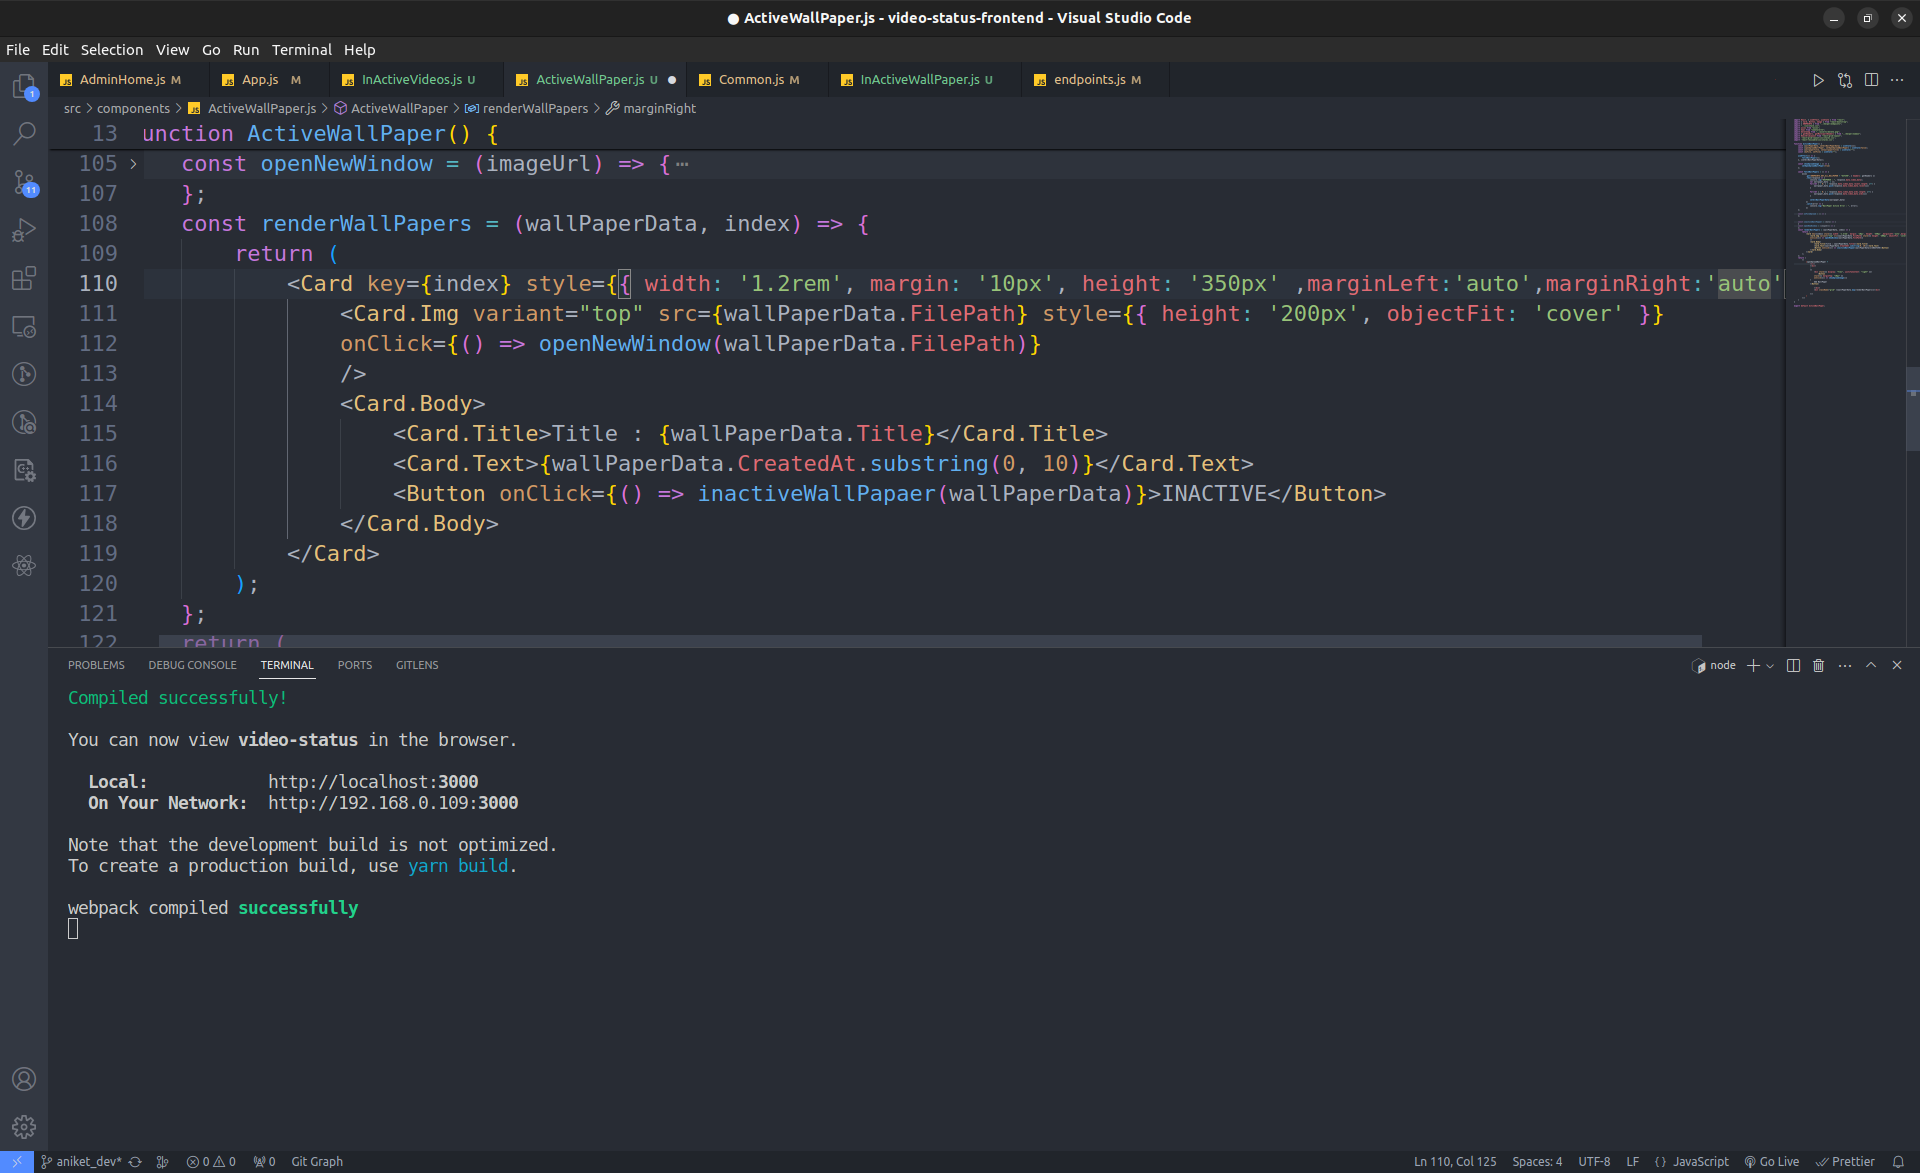 ● ActiveWallPaper.js - video-status-frontend - Visual Studio Code
File Edit Selection View Go Run Terminal Help
AdminHome.js M App.js M InActiveVideos.js U ActiveWallPaper.js U ● Common.js M InActiveWallPaper.js U endpoints.js M
src > components > ActiveWallPaper.js > ActiveWallPaper > renderWallPapers > marginRight
13 unction ActiveWallPaper() {
105 const openNewWindow = (imageUrl) => { ⋯
107 };
108 const renderWallPapers = (wallPaperData, index) => {
109 return (
110 <Card key={index} style={{ width: '1.2rem', margin: '10px', height: '350px' ,marginLeft:'auto',marginRight:'auto'
111 <Card.Img variant="top" src={wallPaperData.FilePath} style={{ height: '200px', objectFit: 'cover' }}
112 onClick={() => openNewWindow(wallPaperData.FilePath)}
113 />
114 <Card.Body>
115 <Card.Title>Title : {wallPaperData.Title}</Card.Title>
116 <Card.Text>{wallPaperData.CreatedAt.substring(0, 10)}</Card.Text>
117 <Button onClick={() => inactiveWallPapaer(wallPaperData)}>INACTIVE</Button>
118 </Card.Body>
119 </Card>
120 );
121 };
122 return (
PROBLEMS DEBUG CONSOLE TERMINAL PORTS GITLENS node
Compiled successfully!
You can now view video-status in the browser.
Local: http://localhost:3000
On Your Network: http://192.168.0.109:3000
Note that the development build is not optimized.
To create a production build, use yarn build.
webpack compiled successfully
1
11
aniket_dev* 0 0 0 Git Graph Ln 110, Col 125 Spaces: 4 UTF-8 LF {} JavaScript Go Live Prettier